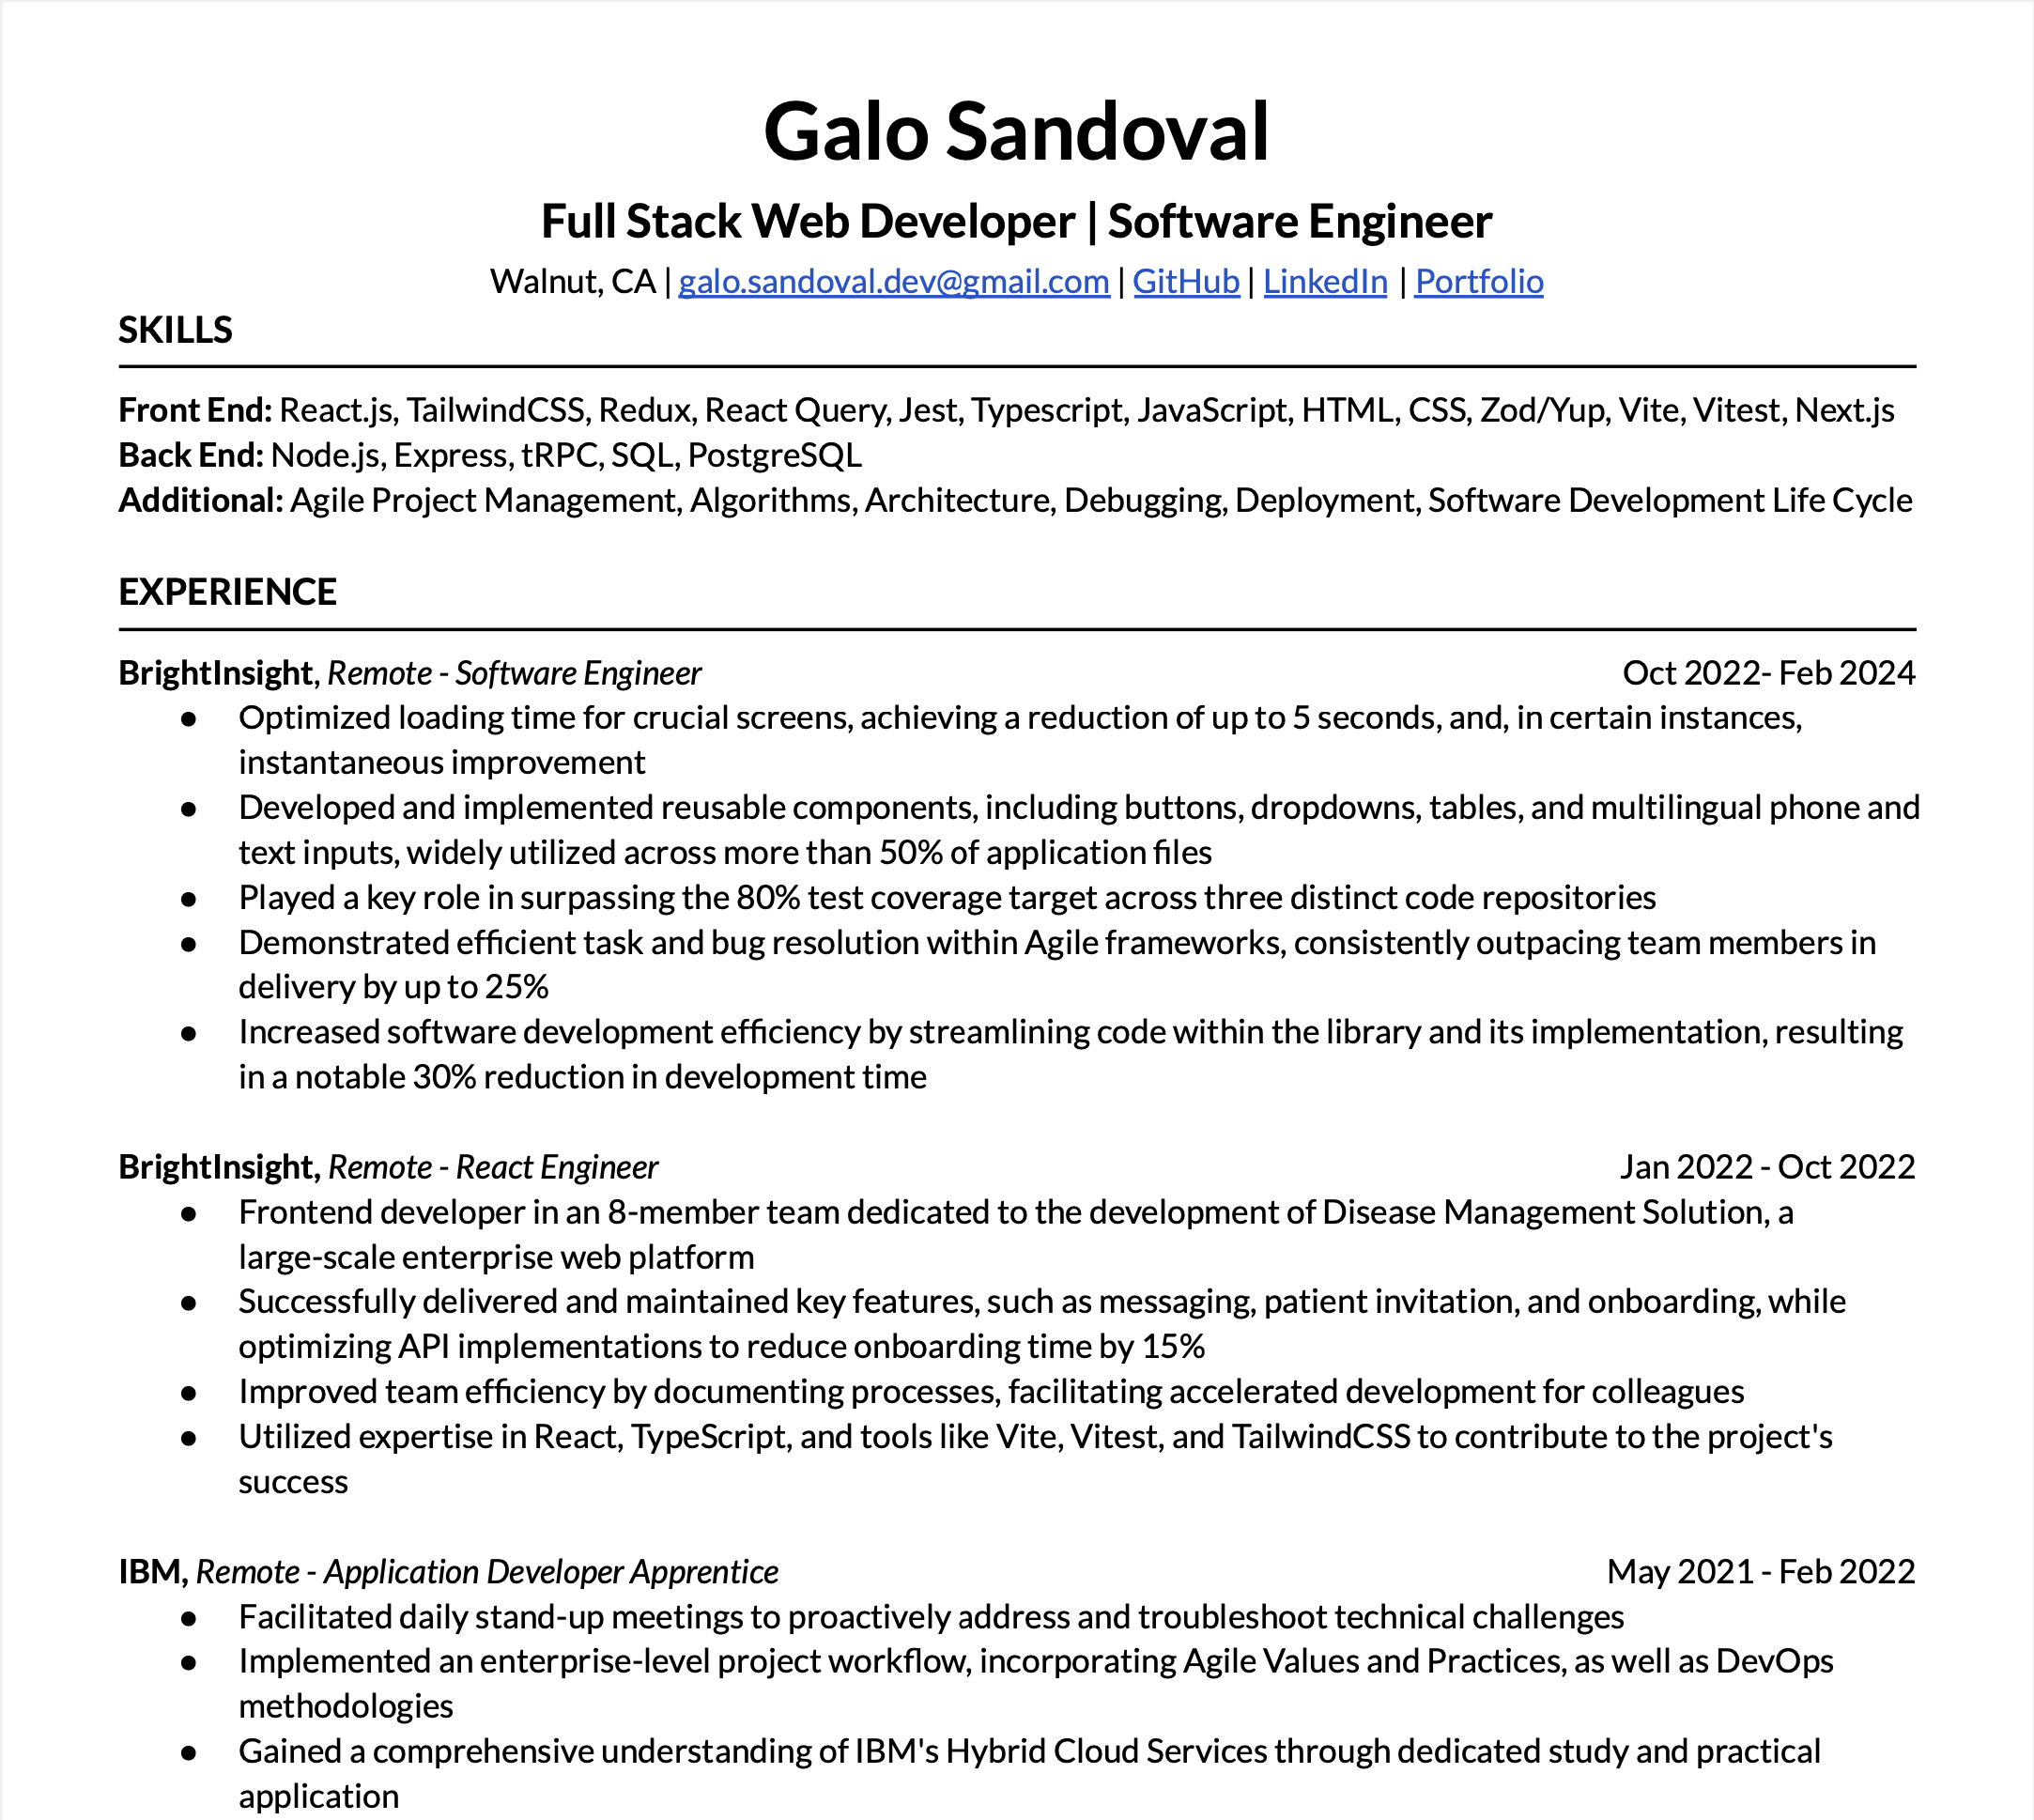 Galo Sandoval
Full Stack Web Developer | Software Engineer
Walnut, CA | galo.sandoval.dev@gmail.com | GitHub | LinkedIn | Portfolio
SKILLS
Front End: React.js, TailwindCSS, Redux, React Query, Jest, Typescript, JavaScript, HTML, CSS, Zod/Yup, Vite, Vitest, Next.js
Back End: Node.js, Express, tRPC, SQL, PostgreSQL
Additional: Agile Project Management, Algorithms, Architecture, Debugging, Deployment, Software Development Life Cycle
EXPERIENCE
BrightInsight, Remote - Software Engineer Oct 2022- Feb 2024
● Optimized loading time for crucial screens, achieving a reduction of up to 5 seconds, and, in certain instances,
instantaneous improvement
● Developed and implemented reusable components, including buttons, dropdowns, tables, and multilingual phone and
text inputs, widely utilized across more than 50% of application files
● Played a key role in surpassing the 80% test coverage target across three distinct code repositories
● Demonstrated efficient task and bug resolution within Agile frameworks, consistently outpacing team members in
delivery by up to 25%
● Increased software development efficiency by streamlining code within the library and its implementation, resulting
in a notable 30% reduction in development time
BrightInsight, Remote - React Engineer Jan 2022 - Oct 2022
● Frontend developer in an 8-member team dedicated to the development of Disease Management Solution, a
large-scale enterprise web platform
● Successfully delivered and maintained key features, such as messaging, patient invitation, and onboarding, while
optimizing API implementations to reduce onboarding time by 15%
● Improved team efficiency by documenting processes, facilitating accelerated development for colleagues
● Utilized expertise in React, TypeScript, and tools like Vite, Vitest, and TailwindCSS to contribute to the project's
success
IBM, Remote - Application Developer Apprentice May 2021 - Feb 2022
● Facilitated daily stand-up meetings to proactively address and troubleshoot technical challenges
● Implemented an enterprise-level project workflow, incorporating Agile Values and Practices, as well as DevOps
methodologies
● Gained a comprehensive understanding of IBM's Hybrid Cloud Services through dedicated study and practical
application